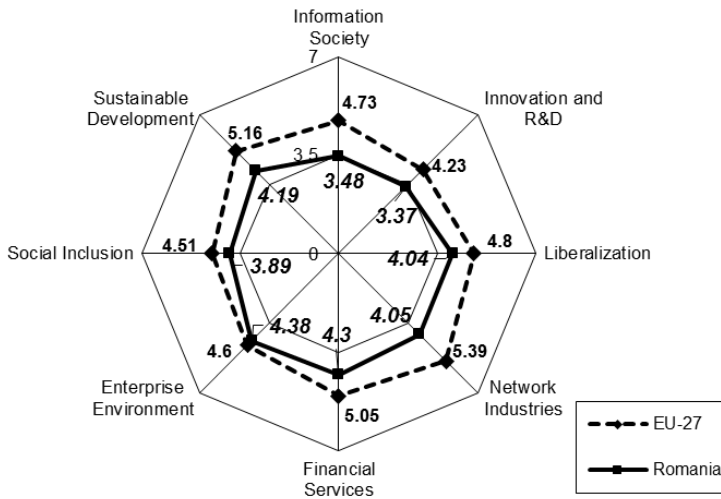 Information
Society
7
Sustainable
Development
Innovation and
R&D
4.73
5.16
4.23
3.5
3.48
4.19
3.37
Social Inclusion
4.51
3.89
0
4.04
4.8
Liberalization
4.38
4.3
4.05
4.6
5.39
Enterprise
Environment
5.05
Network
Industries
Financial
Services
EU-27
Romania